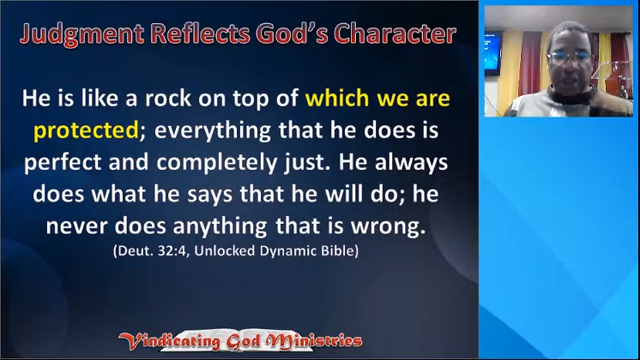 Judgment Reflects God's Character
He is like a rock on top of which we are
protected; everything that he does is
perfect and completely just. He always
does what he says that he will do; he
never does anything that is wrong.
(Deut. 32:4, Unlocked Dynamic Bible)
Vindicating God Ministries